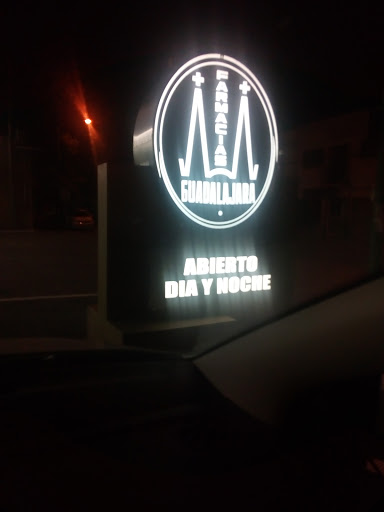 FARMACIAS
GUADALAJARA
ABIERTO
DIA Y NOCHE